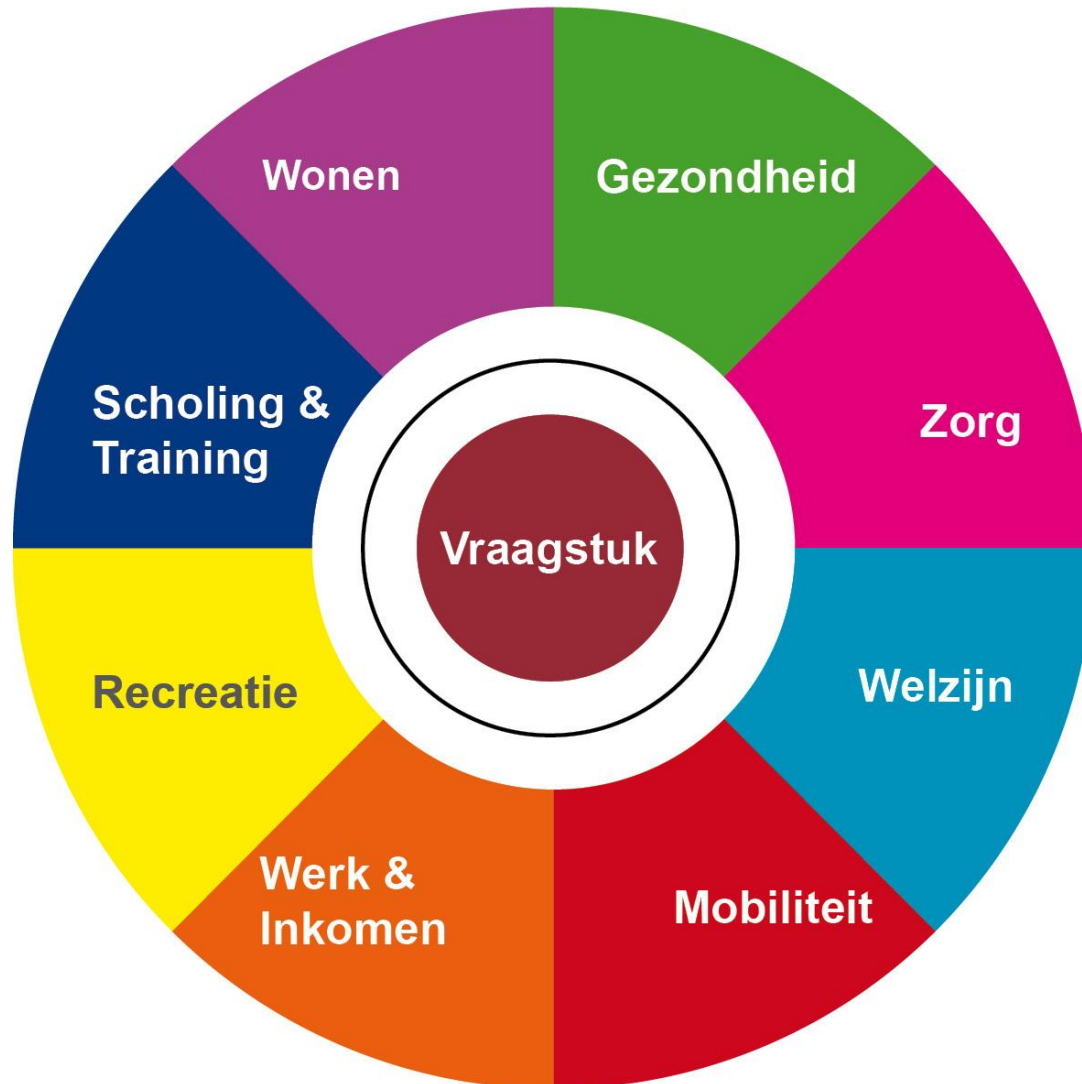 Wonen
Gezondheid
Scholing &
Training
Zorg
Vraagstuk
Recreatie
Welzijn
Werk &
Inkomen
Mobiliteit